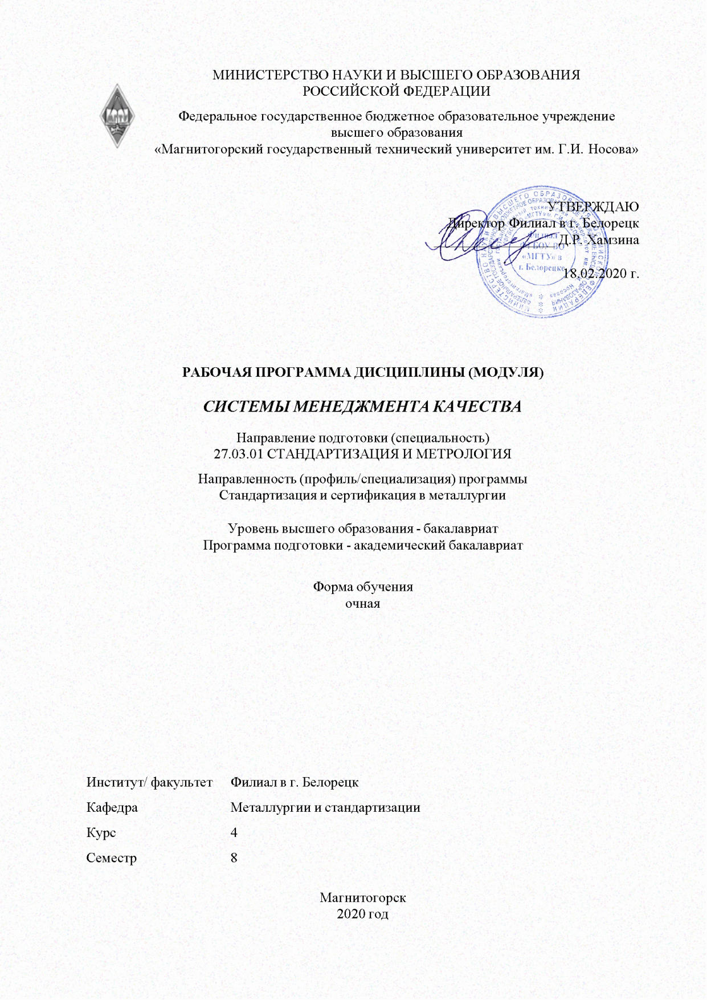 МИНИСТЕРСТВО НАУКИ И ВЫСШЕГО ОБРАЗОВАНИЯ
РОССИЙСКОЙ ФЕДЕРАЦИИ
МГТУ
Федеральное государственное бюджетное образовательное учреждение
высшего образования
«Магнитогорский государственный технический университет им. Г.И. Носова»
УТВЕРЖДАЮ
Директор Филиал в г. Белорецк
Д.Р. Хамзина
18.02.2020 г.
Филиал
ФГБОУ ВО
«МГТУ» в
г. Белорецке
РАБОЧАЯ ПРОГРАММА ДИСЦИПЛИНЫ (МОДУЛЯ)
СИСТЕМЫ МЕНЕДЖМЕНТА КАЧЕСТВА
Направление подготовки (специальность)
27.03.01 СТАНДАРТИЗАЦИЯ И МЕТРОЛОГИЯ
Направленность (профиль/специализация) программы
Стандартизация и сертификация в металлургии
Уровень высшего образования - бакалавриат
Программа подготовки - академический бакалавриат
Форма обучения
очная
Институт/ факультет Филиал в г. Белорецк
Кафедра Металлургии и стандартизации
Курс 4
Семестр 8
Магнитогорск
2020 год